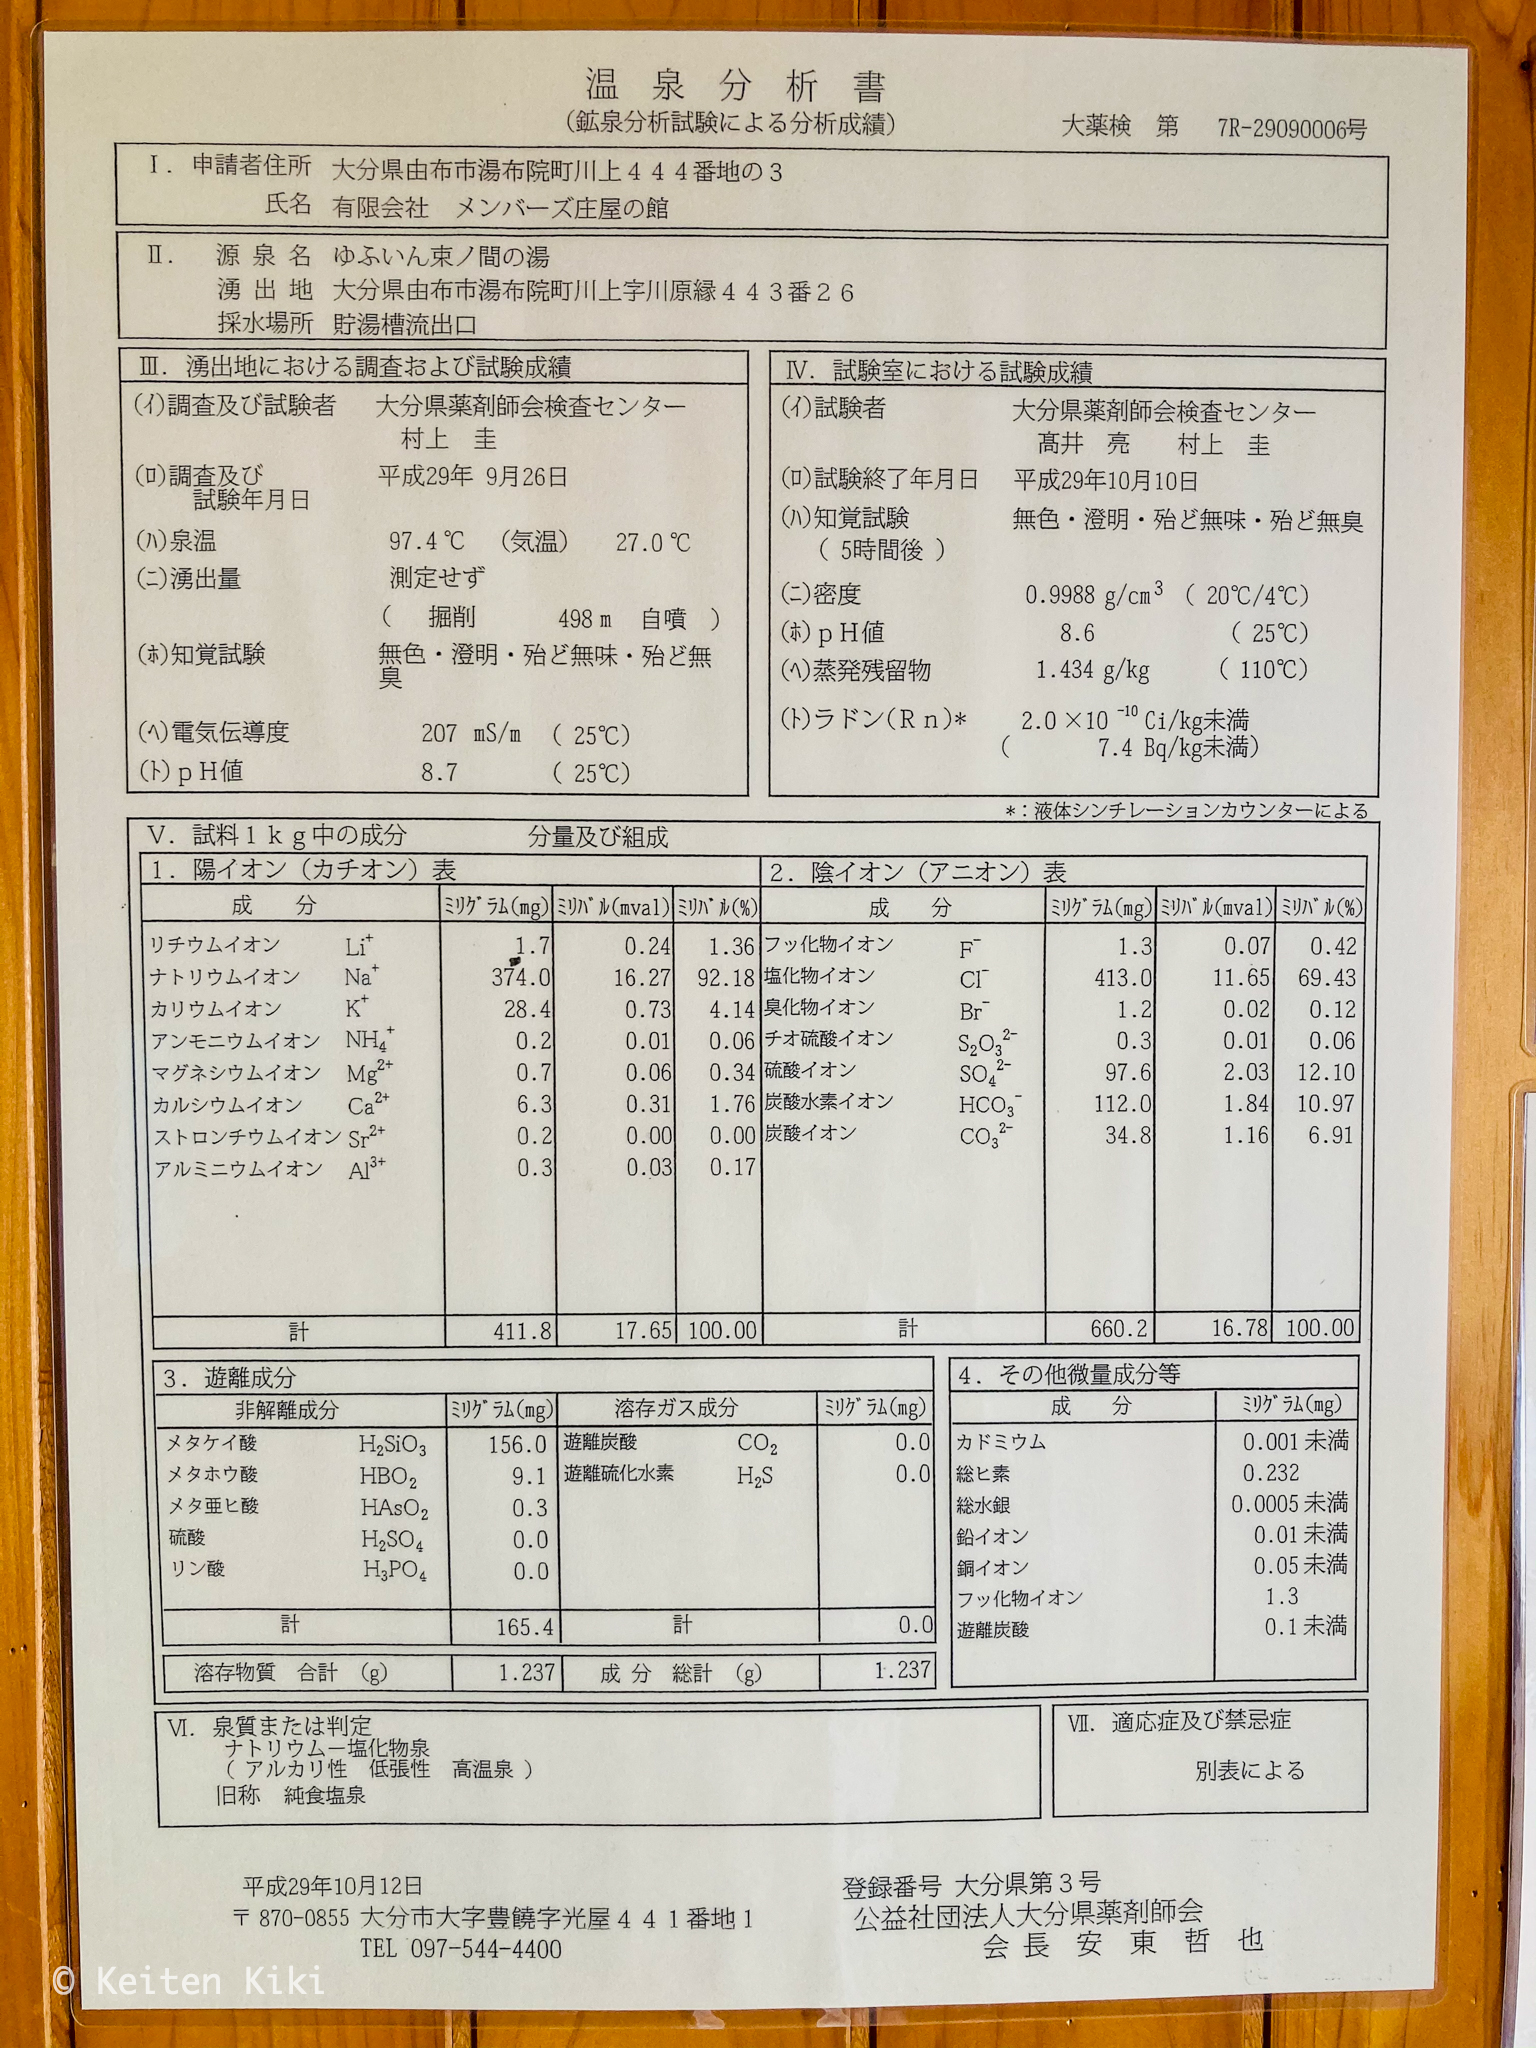 温泉分析書
（鉱泉分析試験による分析成績）
大薬検 第 7R-29090006号
Ⅰ．申請者住所 大分県由布市湯布院町川上４４４番地の３
氏名 有限会社 メンバーズ庄屋の館
Ⅱ． 源泉名 ゆふいん束ノ間の湯
湧出地 大分県由布市湯布院町川上字川原縁４４３番２６
採水場所 貯湯槽流出口
Ⅲ．湧出地における調査および試験成績
(ｲ)調査及び試験者 大分県薬剤師会検査センター
村上 圭
(ﾛ)調査及び 平成29年 9月26日
試験年月日
(ﾊ)泉温 97.4℃ （気温） 27.0℃
(ﾆ)湧出量 測定せず
（ 掘削 498ｍ 自噴 ）
(ﾎ)知覚試験 無色・澄明・殆ど無味・殆ど無
臭
(ﾍ)電気伝導度 207 mS/m （ 25℃）
(ﾄ)ｐＨ値 8.7 （ 25℃）
Ⅳ．試験室における試験成績
(ｲ)試験者 大分県薬剤師会検査センター
髙井 亮 村上 圭
(ﾛ)試験終了年月日 平成29年10月10日
(ﾊ)知覚試験 無色・澄明・殆ど無味・殆ど無臭
（ 5時間後 ）
(ﾆ)密度 0.9988 g/cm³ （ 20℃/4℃）
(ﾎ)ｐＨ値 8.6 （ 25℃）
(ﾍ)蒸発残留物 1.434 g/kg （ 110℃）
(ﾄ)ラドン（Ｒｎ）* 2.0×10⁻¹⁰ Ci/kg未満
（ 7.4 Bq/kg未満）
*：液体シンチレーションカウンターによる
Ⅴ．試料１ｋｇ中の成分 分量及び組成
１．陽イオン（カチオン）表
成 分 ﾐﾘｸﾞﾗﾑ(mg) ﾐﾘﾊﾞﾙ(mval) ﾐﾘﾊﾞﾙ(%)
リチウムイオン Li⁺ 1.7 0.24 1.36
ナトリウムイオン Na⁺ 374.0 16.27 92.18
カリウムイオン K⁺ 28.4 0.73 4.14
アンモニウムイオン NH₄⁺ 0.2 0.01 0.06
マグネシウムイオン Mg²⁺ 0.7 0.06 0.34
カルシウムイオン Ca²⁺ 6.3 0.31 1.76
ストロンチウムイオン Sr²⁺ 0.2 0.00 0.00
アルミニウムイオン Al³⁺ 0.3 0.03 0.17
計 411.8 17.65 100.00
２．陰イオン（アニオン）表
成 分 ﾐﾘｸﾞﾗﾑ(mg) ﾐﾘﾊﾞﾙ(mval) ﾐﾘﾊﾞﾙ(%)
フッ化物イオン F⁻ 1.3 0.07 0.42
塩化物イオン Cl⁻ 413.0 11.65 69.43
臭化物イオン Br⁻ 1.2 0.02 0.12
チオ硫酸イオン S₂O₃²⁻ 0.3 0.01 0.06
硫酸イオン SO₄²⁻ 97.6 2.03 12.10
炭酸水素イオン HCO₃⁻ 112.0 1.84 10.97
炭酸イオン CO₃²⁻ 34.8 1.16 6.91
計 660.2 16.78 100.00
３．遊離成分
非解離成分 ﾐﾘｸﾞﾗﾑ(mg)
メタケイ酸 H₂SiO₃ 156.0
メタホウ酸 HBO₂ 9.1
メタ亜ヒ酸 HAsO₂ 0.3
硫酸 H₂SO₄ 0.0
リン酸 H₃PO₄ 0.0
計 165.4
溶存ガス成分 ﾐﾘｸﾞﾗﾑ(mg)
遊離炭酸 CO₂ 0.0
遊離硫化水素 H₂S 0.0
計 0.0
溶存物質 合計 (g) 1.237 成分 総計 (g) 1.237
４．その他微量成分等
成 分 ﾐﾘｸﾞﾗﾑ(mg)
カドミウム 0.001 未満
総ヒ素 0.232
総水銀 0.0005 未満
鉛イオン 0.01 未満
銅イオン 0.05 未満
フッ化物イオン 1.3
遊離炭酸 0.1 未満
Ⅵ．泉質または判定
ナトリウム－塩化物泉
（ アルカリ性 低張性 高温泉 ）
旧称 純食塩泉
Ⅶ．適応症及び禁忌症
別表による
平成29年10月12日
〒 870-0855 大分市大字豊饒字光屋４４１番地１
TEL 097-544-4400
登録番号 大分県第３号
公益社団法人大分県薬剤師会
会長 安東哲也
© Keiten Kiki